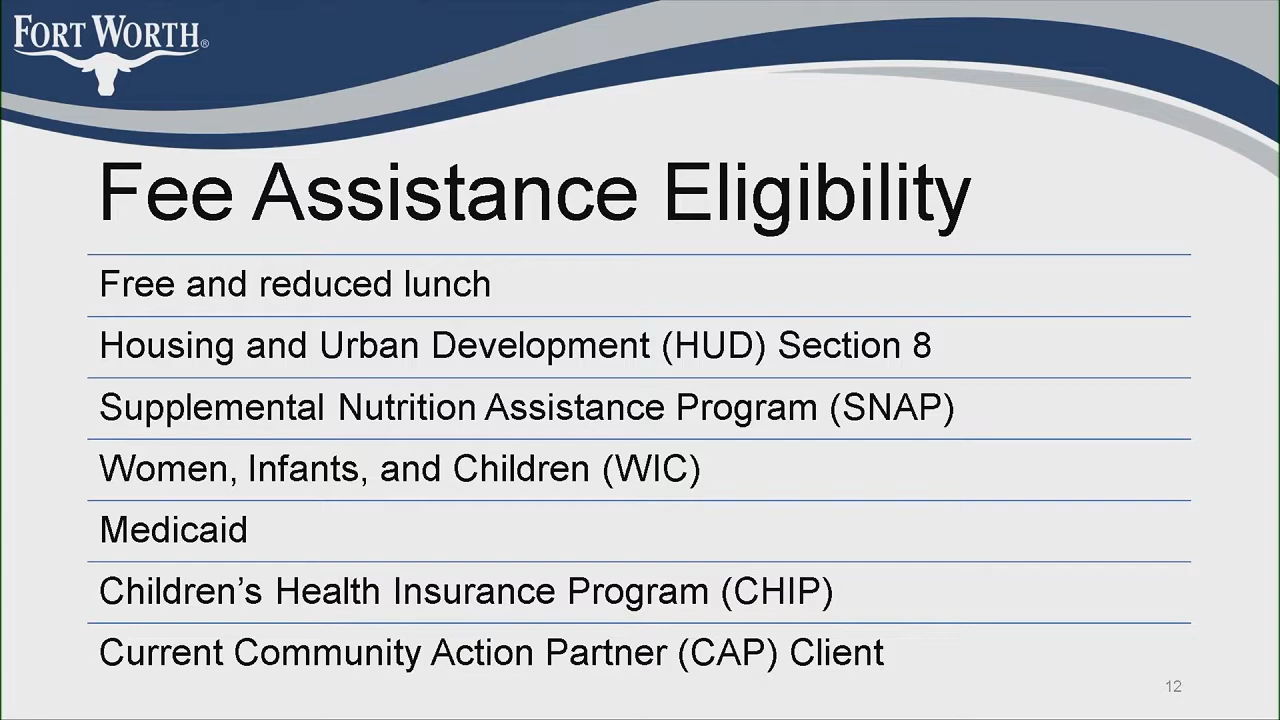 FORT WORTH®
Fee Assistance Eligibility
Free and reduced lunch
Housing and Urban Development (HUD) Section 8
Supplemental Nutrition Assistance Program (SNAP)
Women, Infants, and Children (WIC)
Medicaid
Children’s Health Insurance Program (CHIP)
Current Community Action Partner (CAP) Client
12